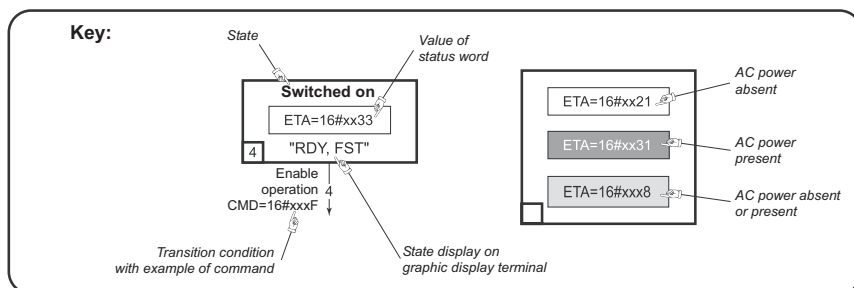 Key:
State
Value of
status word
Switched on
ETA=16#xx33
4
"RDY, FST"
Enable
operation
CMD=16#xxxF
4
Transition condition
with example of command
State display on
graphic display terminal
ETA=16#xx21
AC power
absent
ETA=16#xx31
AC power
present
ETA=16#xxx8
AC power absent
or present